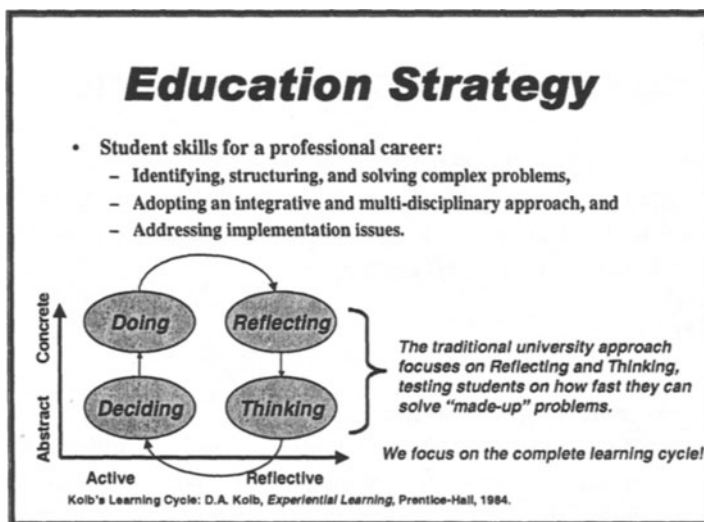 Education Strategy
• Student skills for a professional career:
– Identifying, structuring, and solving complex problems,
– Adopting an integrative and multi-disciplinary approach, and
– Addressing implementation issues.
Concrete
Abstract
Doing
Reflecting
Deciding
Thinking
The traditional university approach
focuses on Reflecting and Thinking,
testing students on how fast they can
solve "made-up" problems.
We focus on the complete learning cycle!
Active
Reflective
Kolb's Learning Cycle: D.A. Kolb, Experiential Learning, Prentice-Hall, 1984.